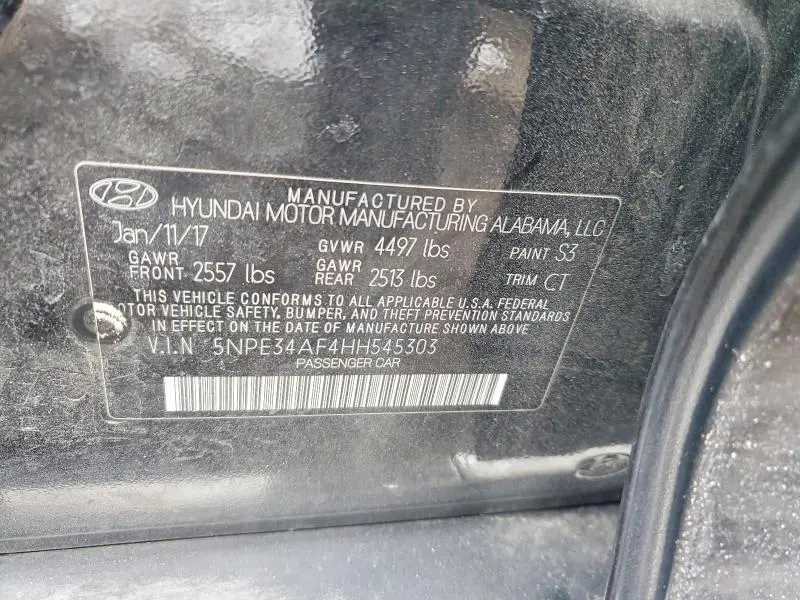 MANUFACTURED BY
HYUNDAI MOTOR MANUFACTURING ALABAMA, LLC
Jan/11/17 GVWR 4497 lbs PAINT S3
GAWR FRONT 2557 lbs GAWR REAR 2513 lbs TRIM CT
THIS VEHICLE CONFORMS TO ALL APPLICABLE U.S.A. FEDERAL
MOTOR VEHICLE SAFETY, BUMPER, AND THEFT PREVENTION STANDARDS
IN EFFECT ON THE DATE OF MANUFACTURE SHOWN ABOVE
V.I.N 5NPE34AF4HH545303
PASSENGER CAR